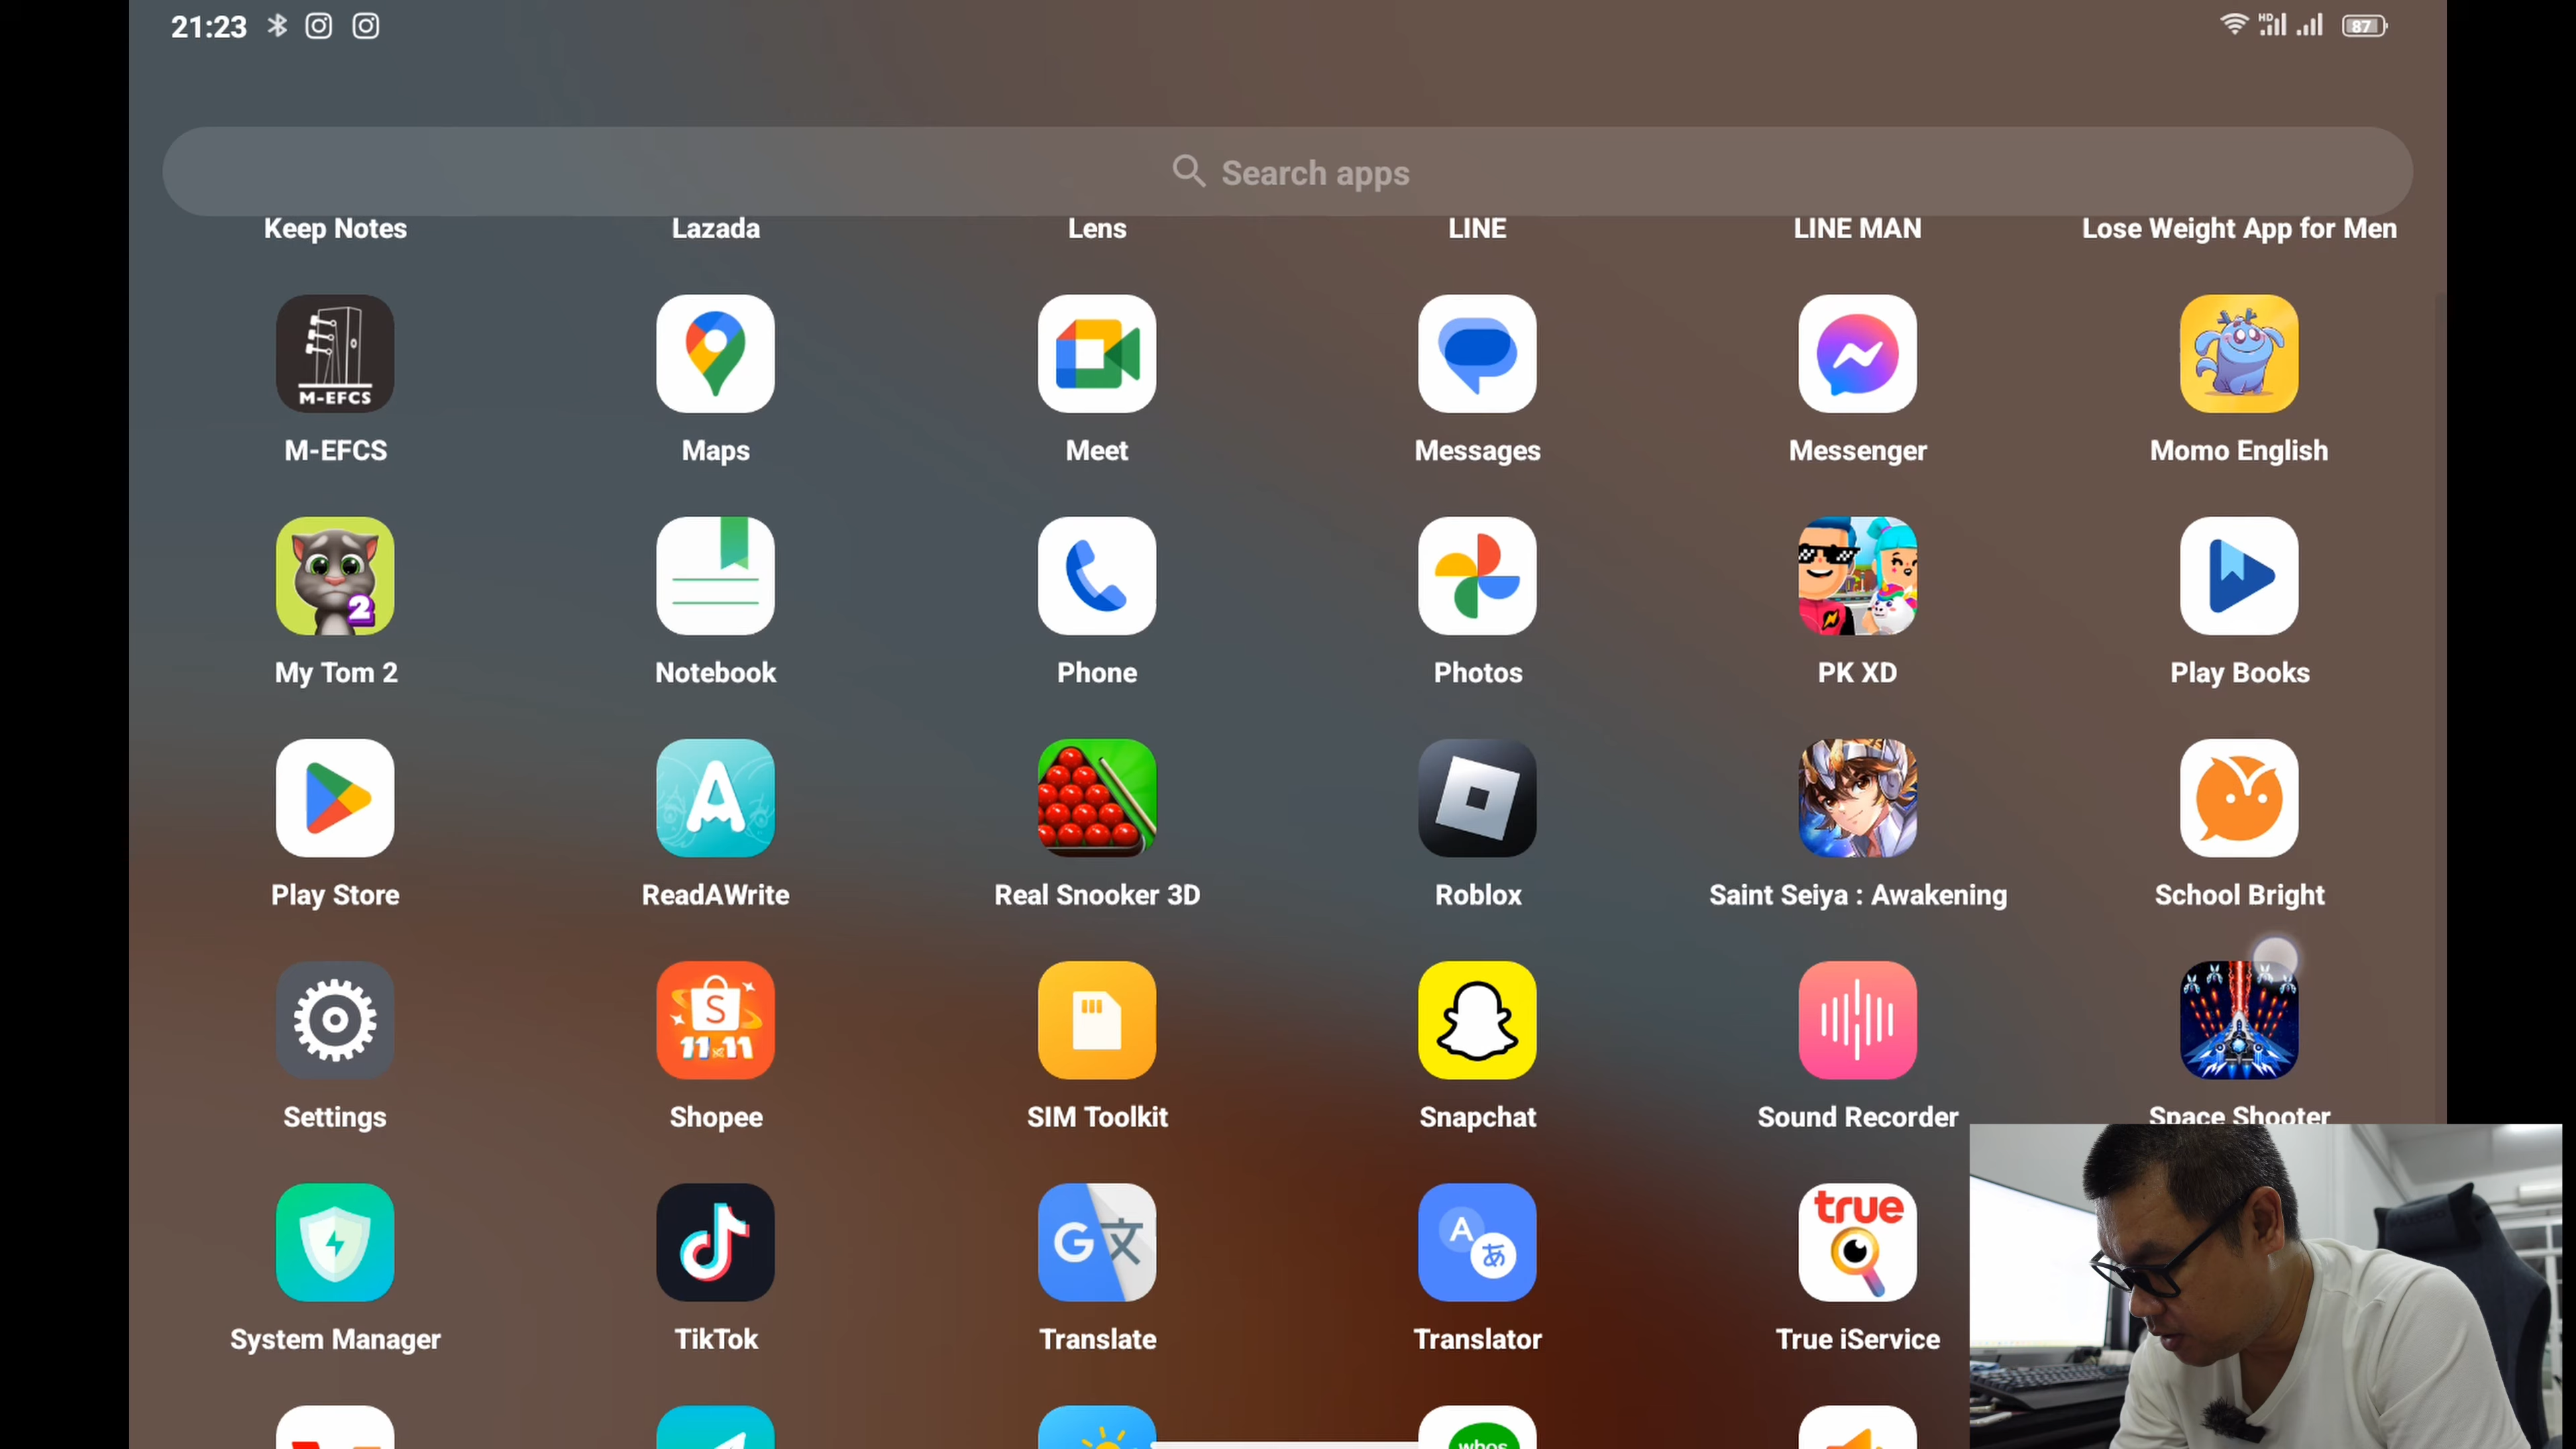 21:23
HD
87
Search apps
Keep Notes
Lazada
Lens
LINE
LINE MAN
Lose Weight App for Men
M-EFCS
M-EFCS
Maps
Meet
Messages
Messenger
Momo English
2
My Tom 2
Notebook
Phone
Photos
PK XD
Play Books
A
Play Store
ReadAWrite
Real Snooker 3D
Roblox
Saint Seiya : Awakening
School Bright
S
11.11
Settings
Shopee
SIM Toolkit
Snapchat
Sound Recorder
Space Shooter
G 文
A あ
true
System Manager
TikTok
Translate
Translator
True iService
whos